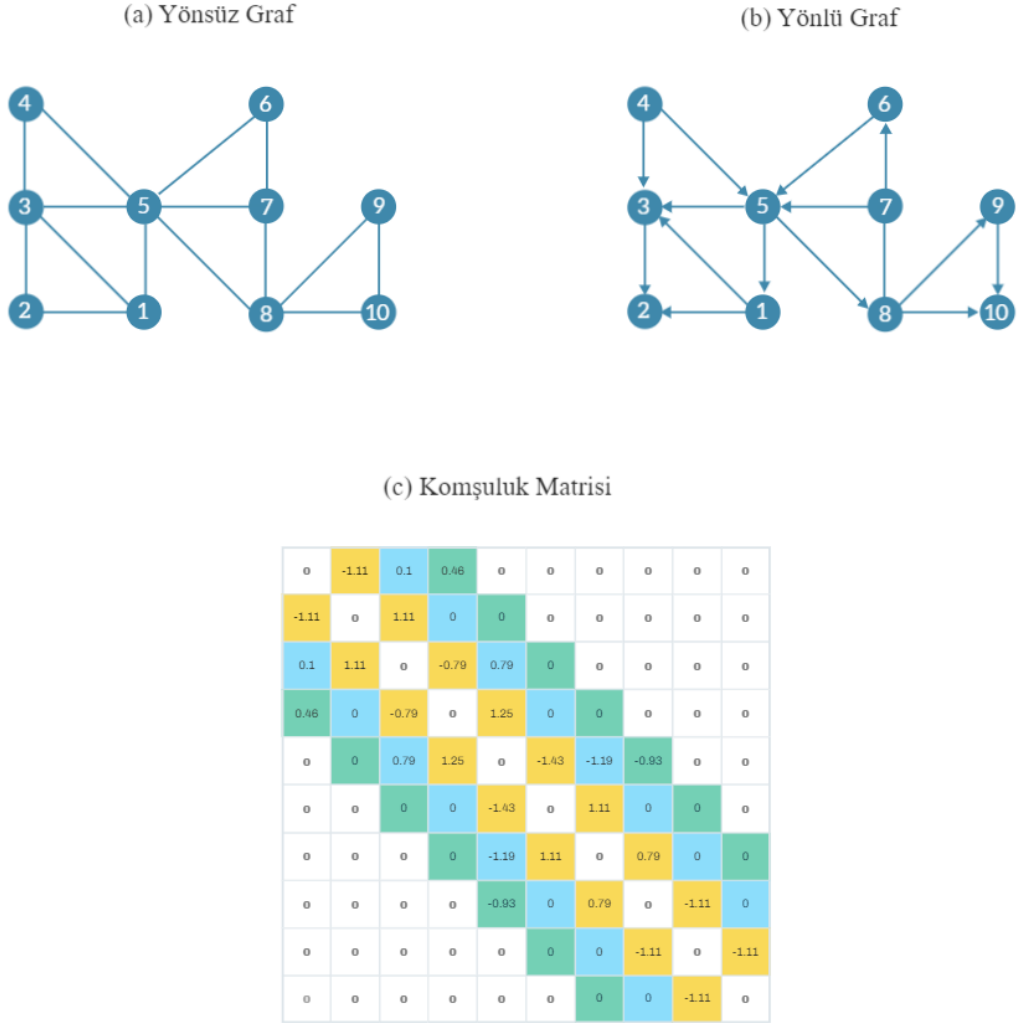 (a) Yönsüz Graf
(b) Yönlü Graf
4 6
3 5 7 9
2 1 8 10
4 6
3 5 7 9
2 1 8 10
(c) Komşuluk Matrisi
0 -1.11 0.1 0.46 0 0 0 0 0 0
-1.11 0 1.11 0 0 0 0 0 0 0
0.1 1.11 0 -0.79 0.79 0 0 0 0 0
0.46 0 -0.79 0 1.25 0 0 0 0 0
0 0 0.79 1.25 0 -1.43 -1.19 -0.93 0 0
0 0 0 0 -1.43 0 1.11 0 0 0
0 0 0 0 -1.19 1.11 0 0.79 0 0
0 0 0 0 -0.93 0 0.79 0 -1.11 0
0 0 0 0 0 0 0 -1.11 0 -1.11
0 0 0 0 0 0 0 0 -1.11 0